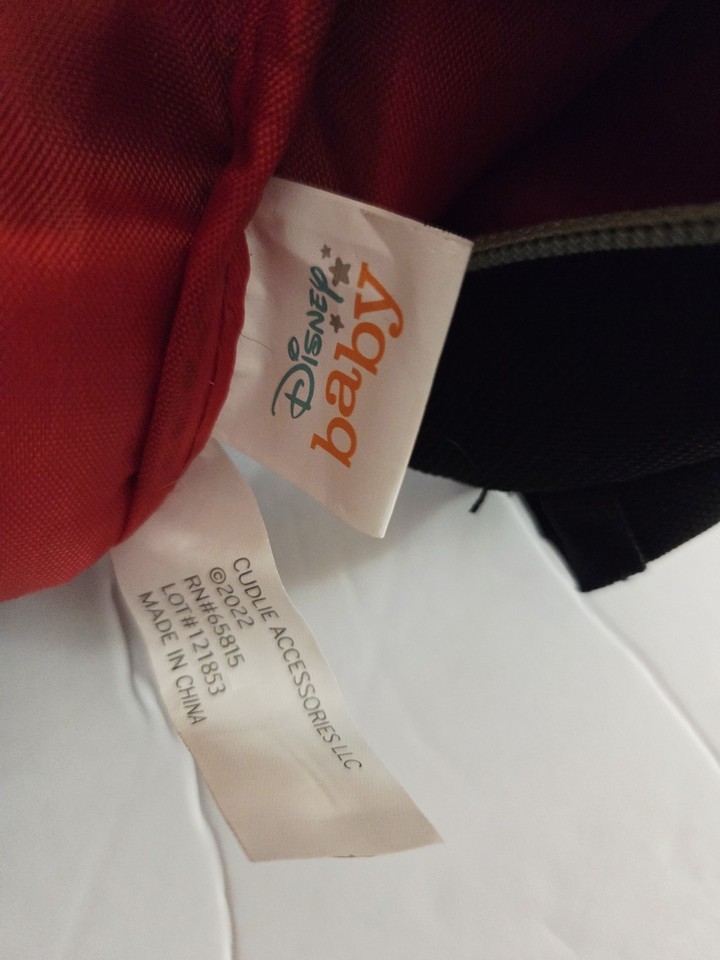 Disney
baby
CUDLIE ACCESSORIES LLC
©2022
RN#65815
LOT#121853
MADE IN CHINA